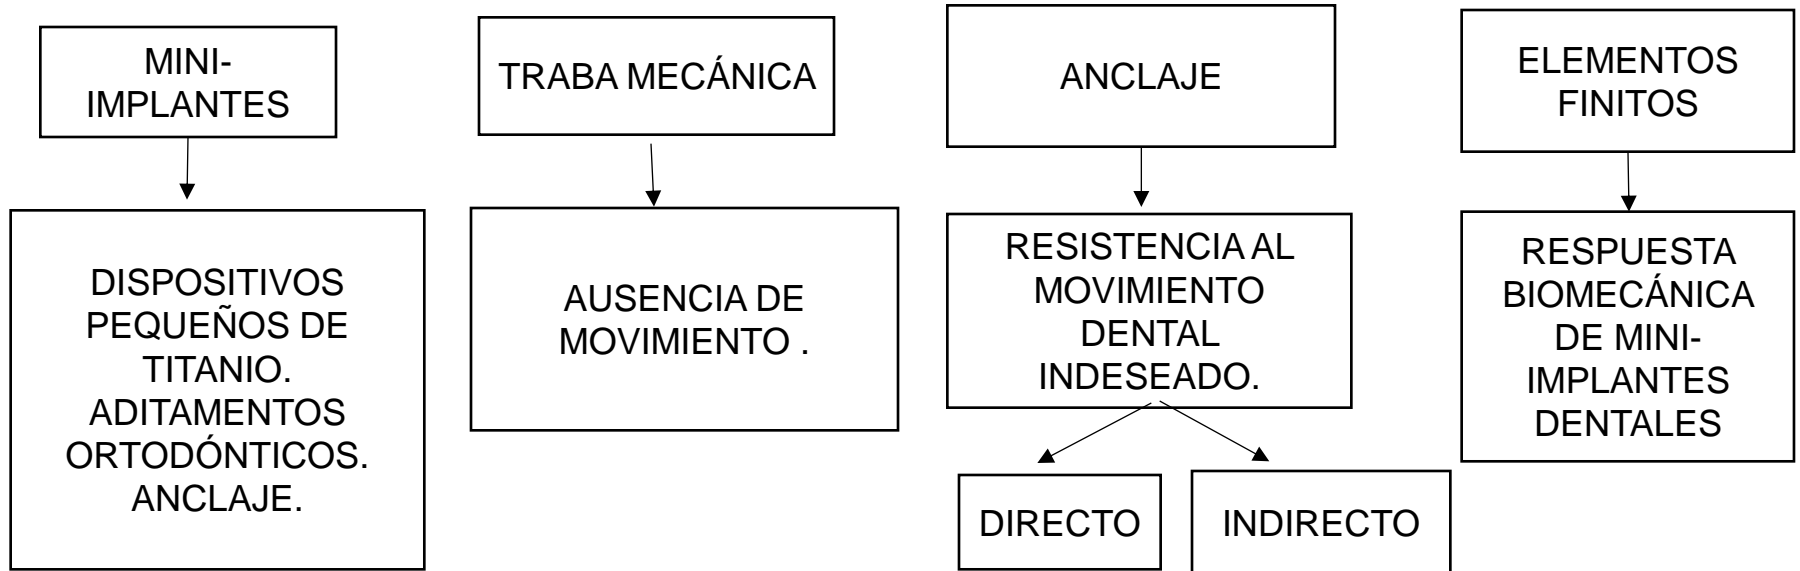 MINI-
IMPLANTES
DISPOSITIVOS
PEQUEÑOS DE
TITANIO.
ADITAMENTOS
ORTODÓNTICOS.
ANCLAJE.
TRABA MECÁNICA
AUSENCIA DE
MOVIMIENTO .
ANCLAJE
RESISTENCIA AL
MOVIMIENTO
DENTAL
INDESEADO.
DIRECTO
INDIRECTO
ELEMENTOS
FINITOS
RESPUESTA
BIOMECÁNICA
DE MINI-
IMPLANTES
DENTALES